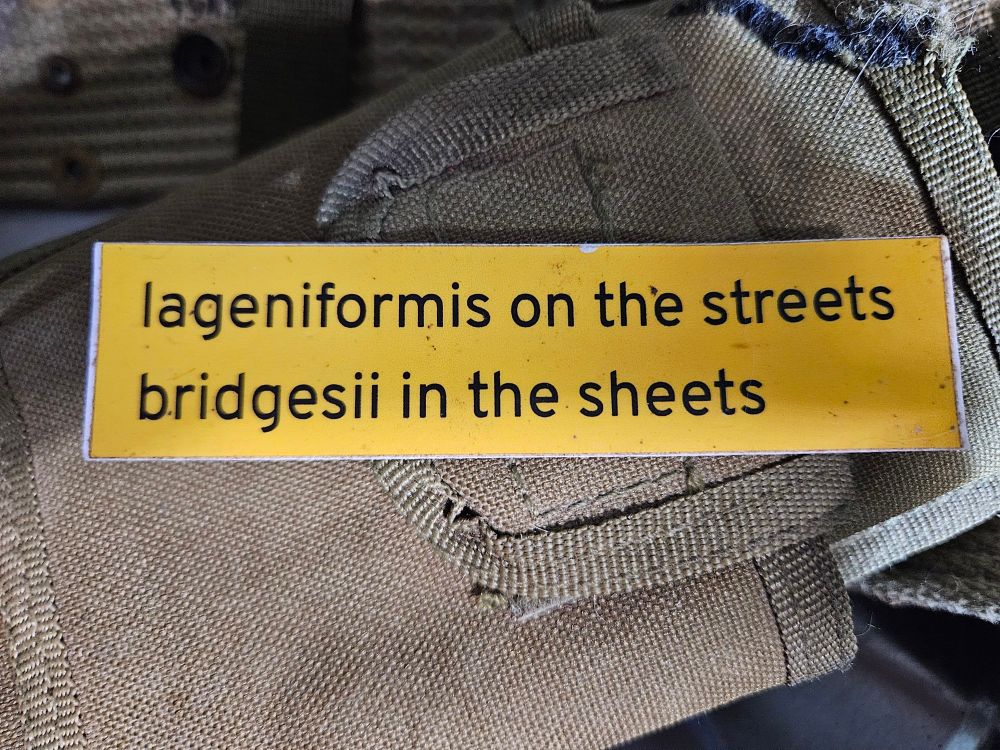 lageniformis on the streets
bridgesii in the sheets